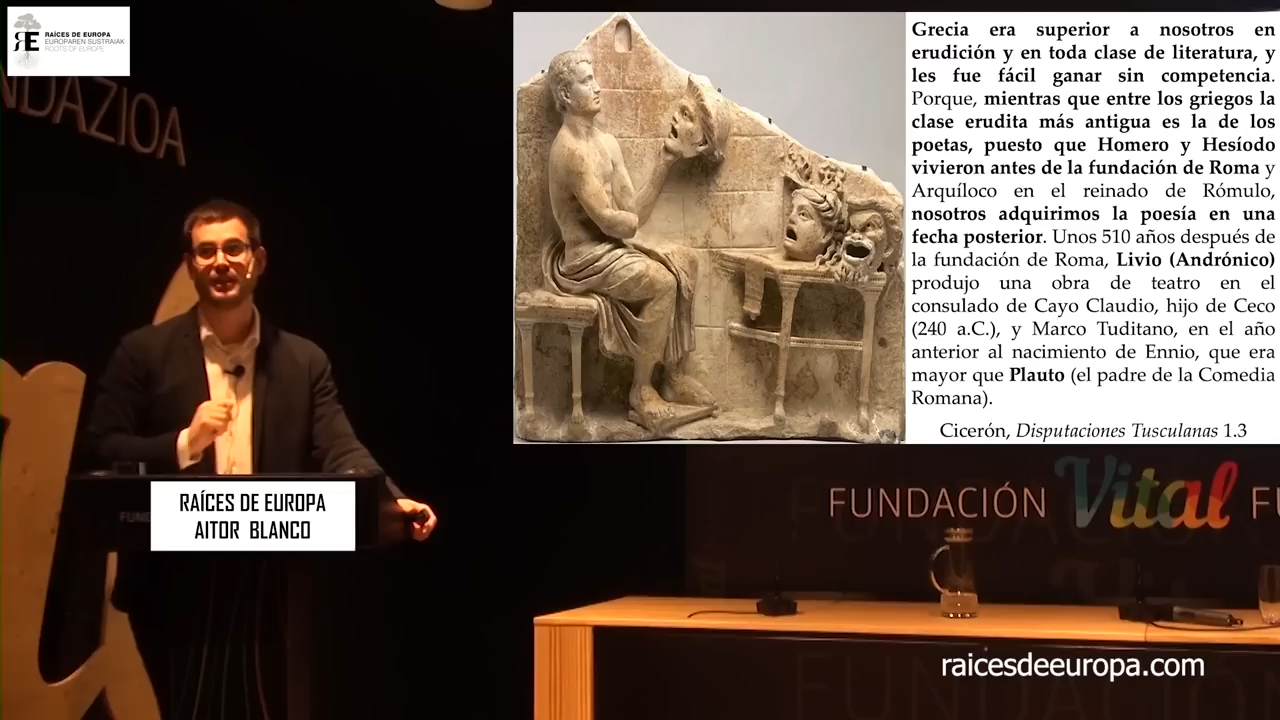 RAÍCES DE EUROPA
EUROPAREN SUSTRAIAK
ROOTS OF EUROPE
NDAZIOA
Grecia era superior a nosotros en
erudición y en toda clase de literatura, y
les fue fácil ganar sin competencia.
Porque, mientras que entre los griegos la
clase erudita más antigua es la de los
poetas, puesto que Homero y Hesíodo
vivieron antes de la fundación de Roma y
Arquíloco en el reinado de Rómulo,
nosotros adquirimos la poesía en una
fecha posterior. Unos 510 años después de
la fundación de Roma, Livio (Andrónico)
produjo una obra de teatro en el
consulado de Cayo Claudio, hijo de Ceco
(240 a.C.), y Marco Tuditano, en el año
anterior al nacimiento de Ennio, que era
mayor que Plauto (el padre de la Comedia
Romana).
Cicerón, Disputaciones Tusculanas 1.3
RAÍCES DE EUROPA
AITOR BLANCO
FUNDACIÓN Vital FU
raicesdeeuropa.com